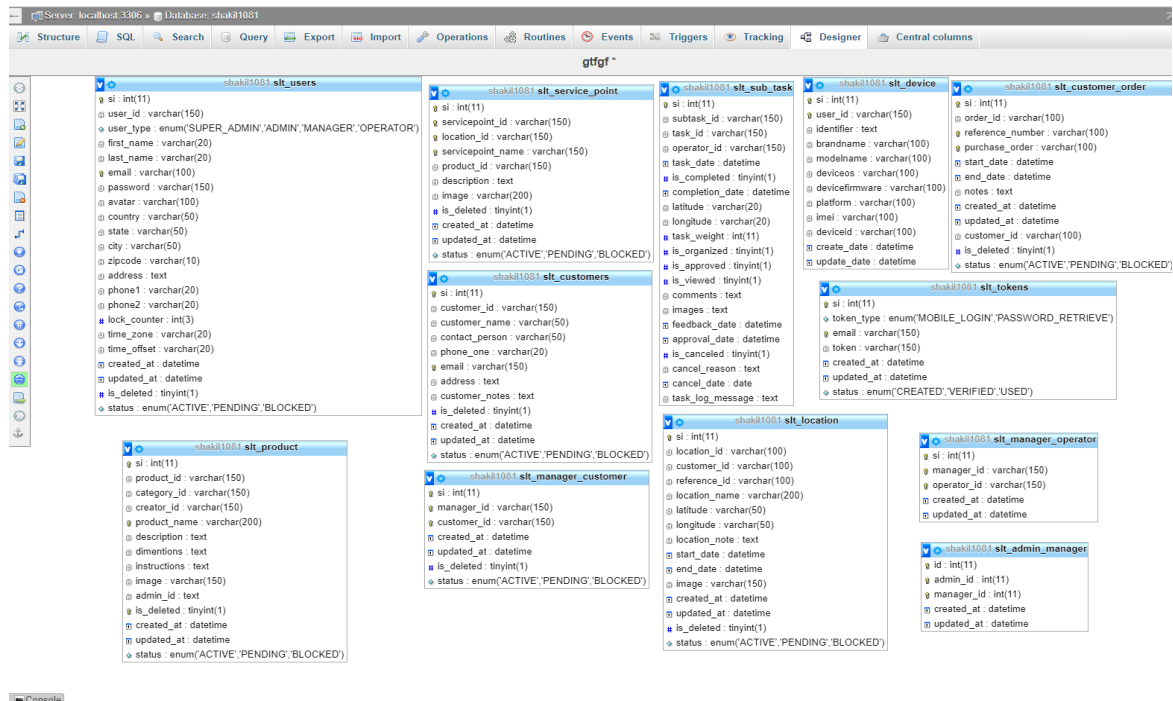 Server: localhost:3306 » Database: shakil1081
Structure SQL Search Query Export Import Operations Routines Events Triggers Tracking Designer Central columns
gtfgf *
shakil1081 slt_users
si : int(11)
user_id : varchar(150)
user_type : enum('SUPER_ADMIN','ADMIN','MANAGER','OPERATOR')
first_name : varchar(20)
last_name : varchar(20)
email : varchar(100)
password : varchar(150)
avatar : varchar(100)
country : varchar(50)
state : varchar(50)
city : varchar(50)
zipcode : varchar(10)
address : text
phone1 : varchar(20)
phone2 : varchar(20)
lock_counter : int(3)
time_zone : varchar(20)
time_offset : varchar(20)
created_at : datetime
updated_at : datetime
is_deleted : tinyint(1)
status : enum('ACTIVE','PENDING','BLOCKED')
shakil1081 slt_service_point
si : int(11)
servicepoint_id : varchar(150)
location_id : varchar(150)
servicepoint_name : varchar(150)
product_id : varchar(150)
description : text
image : varchar(200)
is_deleted : tinyint(1)
created_at : datetime
updated_at : datetime
status : enum('ACTIVE','PENDING','BLOCKED')
shakil1081 slt_sub_task
si : int(11)
subtask_id : varchar(150)
task_id : varchar(150)
operator_id : varchar(150)
task_date : datetime
is_completed : tinyint(1)
completion_date : datetime
latitude : varchar(20)
longitude : varchar(20)
task_weight : int(11)
is_organized : tinyint(1)
is_approved : tinyint(1)
is_viewed : tinyint(1)
comments : text
images : text
feedback_date : datetime
approval_date : datetime
is_canceled : tinyint(1)
cancel_reason : text
cancel_date : date
task_log_message : text
shakil1081 slt_device
si : int(11)
user_id : varchar(150)
identifier : text
brandname : varchar(100)
modelname : varchar(100)
deviceos : varchar(100)
devicefirmware : varchar(100)
platform : varchar(100)
imei : varchar(100)
deviceid : varchar(100)
create_date : datetime
update_date : datetime
shakil1081 slt_customer_order
si : int(11)
order_id : varchar(100)
reference_number : varchar(100)
purchase_order : varchar(100)
start_date : datetime
end_date : datetime
notes : text
created_at : datetime
updated_at : datetime
customer_id : varchar(100)
is_deleted : tinyint(1)
status : enum('ACTIVE','PENDING','BLOCKED')
shakil1081 slt_customers
si : int(11)
customer_id : varchar(150)
customer_name : varchar(50)
contact_person : varchar(50)
phone_one : varchar(20)
email : varchar(150)
address : text
customer_notes : text
is_deleted : tinyint(1)
created_at : datetime
updated_at : datetime
status : enum('ACTIVE','PENDING','BLOCKED')
shakil1081 slt_tokens
si : int(11)
token_type : enum('MOBILE_LOGIN','PASSWORD_RETRIEVE')
email : varchar(150)
token : varchar(150)
created_at : datetime
updated_at : datetime
status : enum('CREATED','VERIFIED','USED')
shakil1081 slt_product
si : int(11)
product_id : varchar(150)
category_id : varchar(150)
creator_id : varchar(150)
product_name : varchar(200)
description : text
dimentions : text
instructions : text
image : varchar(150)
admin_id : text
is_deleted : tinyint(1)
created_at : datetime
updated_at : datetime
status : enum('ACTIVE','PENDING','BLOCKED')
shakil1081 slt_manager_customer
si : int(11)
manager_id : varchar(150)
customer_id : varchar(150)
created_at : datetime
updated_at : datetime
is_deleted : tinyint(1)
status : enum('ACTIVE','PENDING','BLOCKED')
shakil1081 slt_location
si : int(11)
location_id : varchar(100)
customer_id : varchar(100)
reference_id : varchar(100)
location_name : varchar(200)
latitude : varchar(50)
longitude : varchar(50)
location_note : text
start_date : datetime
end_date : datetime
image : varchar(150)
created_at : datetime
updated_at : datetime
is_deleted : tinyint(1)
status : enum('ACTIVE','PENDING','BLOCKED')
shakil1081 slt_manager_operator
si : int(11)
manager_id : varchar(150)
operator_id : varchar(150)
created_at : datetime
updated_at : datetime
shakil1081 slt_admin_manager
id : int(11)
admin_id : int(11)
manager_id : int(11)
created_at : datetime
updated_at : datetime
Console